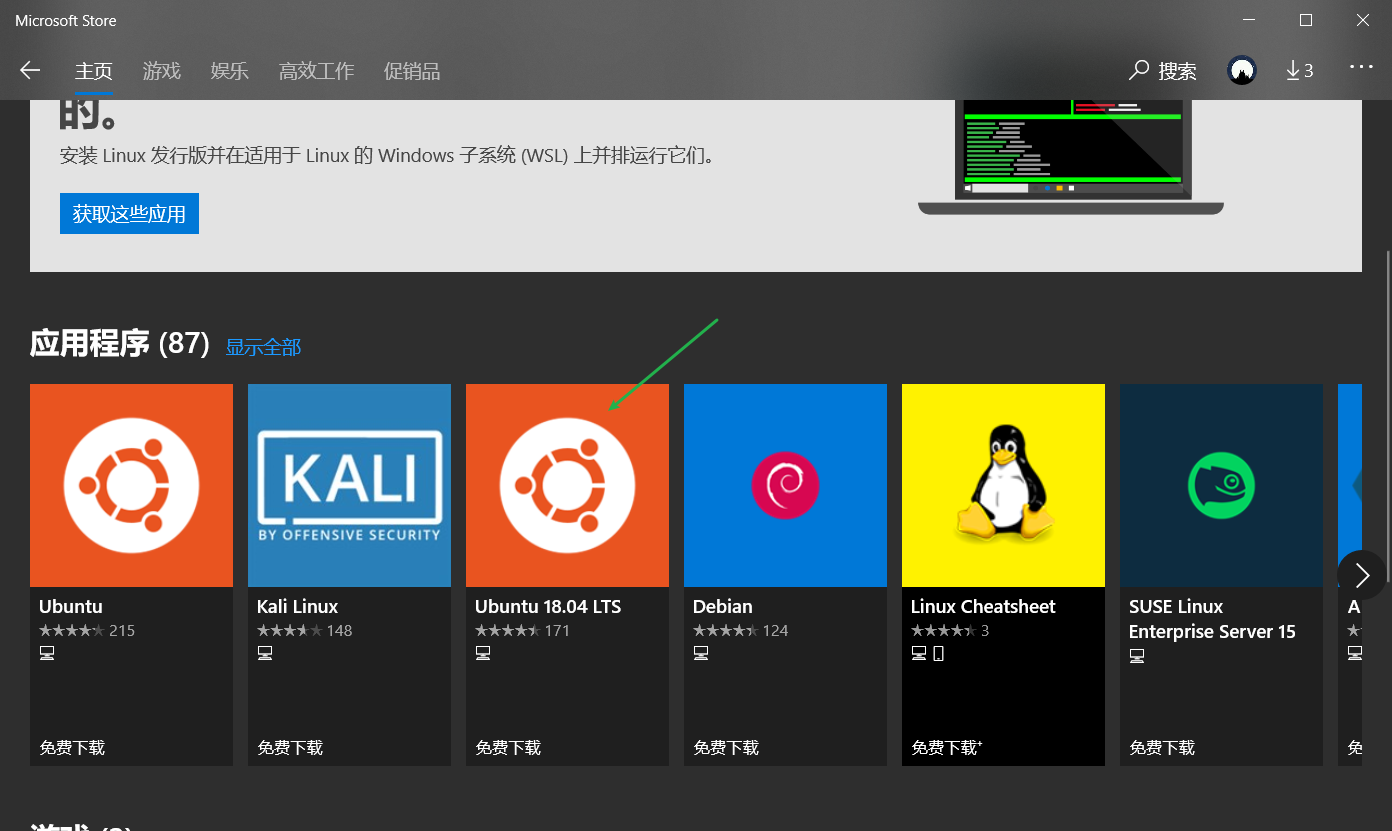 Microsoft Store
主页 游戏 娱乐 高效工作 促销品 搜索 3
的。
安装 Linux 发行版并在适用于 Linux 的 Windows 子系统 (WSL) 上并排运行它们。
获取这些应用
应用程序 (87) 显示全部
KALI
BY OFFENSIVE SECURITY
Ubuntu
215
免费下载
Kali Linux
148
免费下载
Ubuntu 18.04 LTS
171
免费下载
Debian
124
免费下载
Linux Cheatsheet
3
免费下载+
SUSE Linux
Enterprise Server 15
免费下载
A
免
游戏 (2)